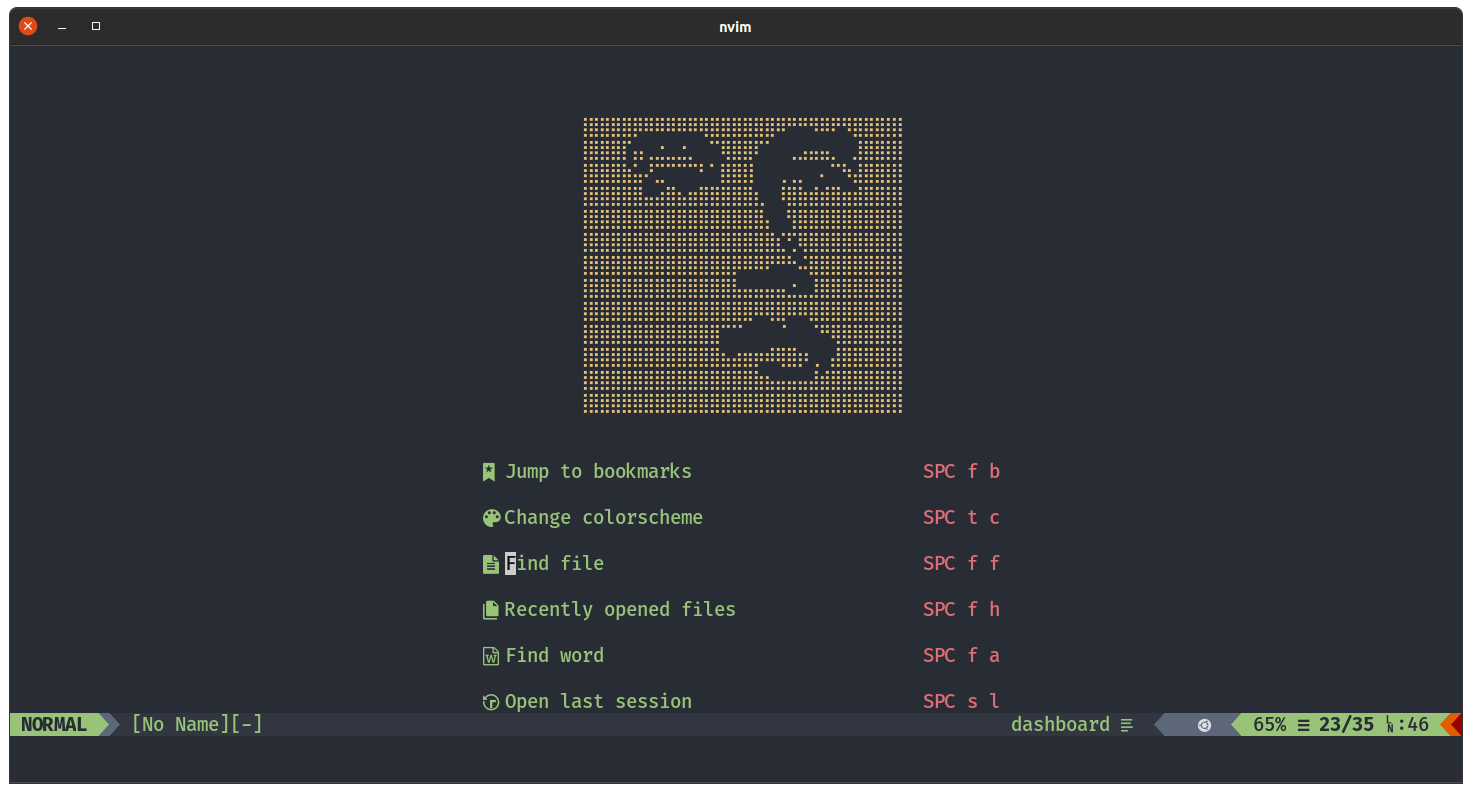 nvim
Jump to bookmarks SPC f b
Change colorscheme SPC t c
Find file SPC f f
Recently opened files SPC f h
Find word SPC f a
Open last session SPC s l
NORMAL [No Name][-] dashboard 65% ☰ 23/35 ㏑:46